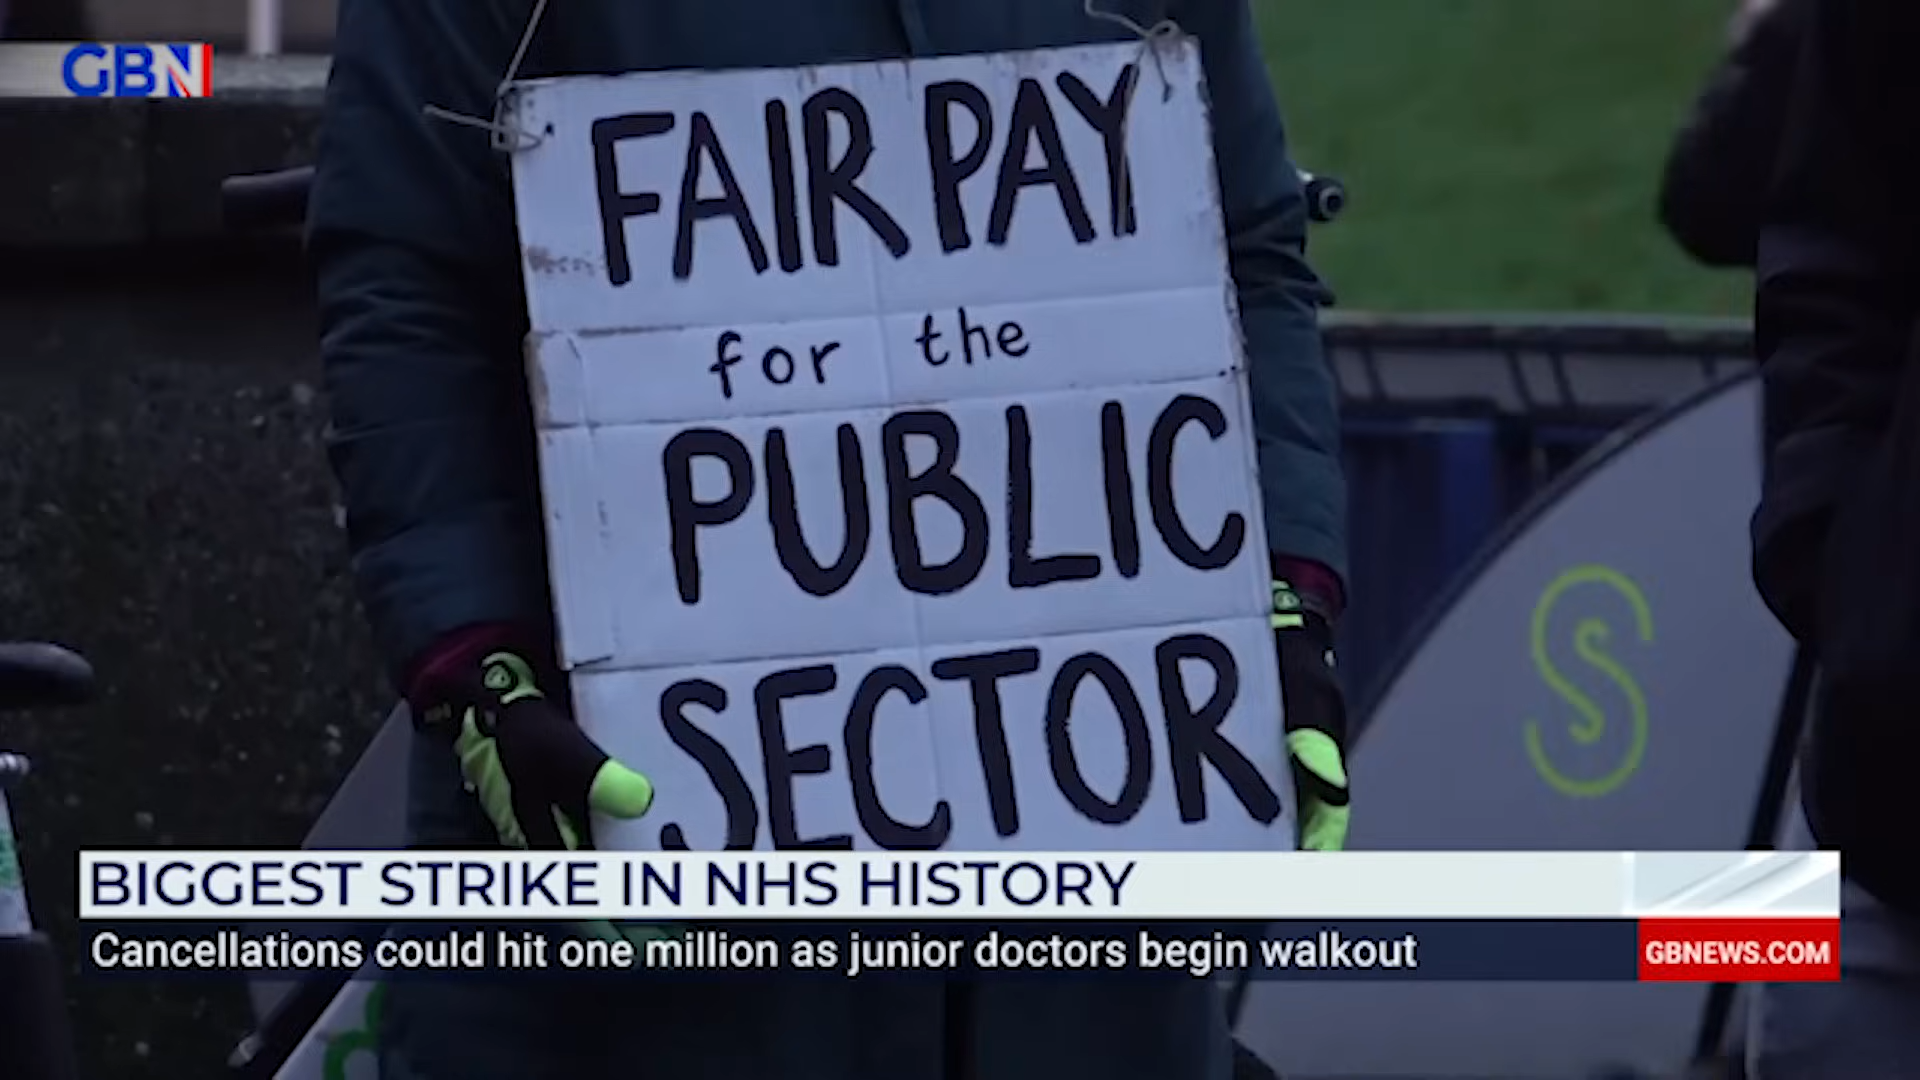 GBN
FAIR PAY
for the
PUBLIC
SECTOR
S
BIGGEST STRIKE IN NHS HISTORY
Cancellations could hit one million as junior doctors begin walkout
GBNEWS.COM